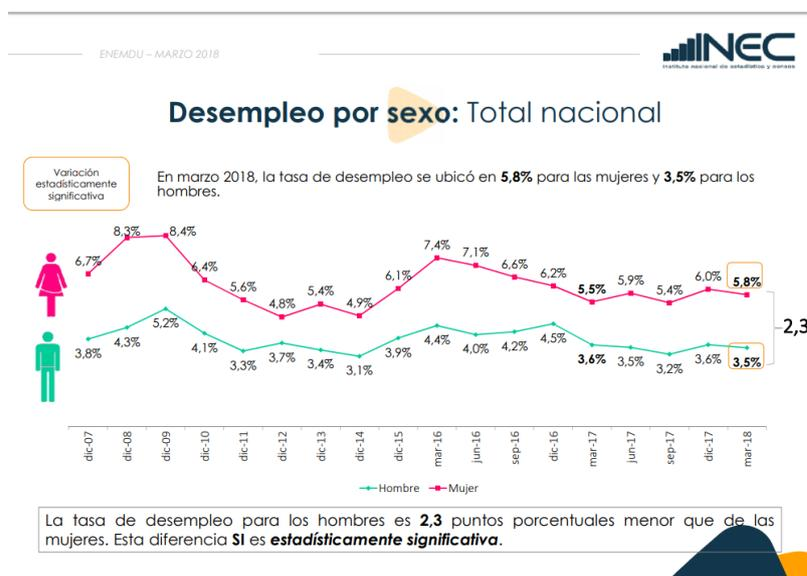 ENEMDU – MARZO 2018
INEC
Instituto nacional de estadística y censos
Desempleo por sexo: Total nacional
Variación
estadísticamente
significativa
En marzo 2018, la tasa de desempleo se ubicó en 5,8% para las mujeres y 3,5% para los
hombres.
6,7% 8,3% 8,4% 6,4% 5,6% 4,8% 5,4% 4,9% 6,1% 7,4% 7,1% 6,6% 6,2% 5,5% 5,9% 5,4% 6,0% 5,8%
3,8% 4,3% 5,2% 4,1% 3,3% 3,7% 3,4% 3,1% 3,9% 4,4% 4,0% 4,2% 4,5% 3,6% 3,5% 3,2% 3,6% 3,5%
2,3
dic-07 dic-08 dic-09 dic-10 dic-11 dic-12 dic-13 dic-14 dic-15 mar-16 jun-16 sep-16 dic-16 mar-17 jun-17 sep-17 dic-17 mar-18
Hombre Mujer
La tasa de desempleo para los hombres es 2,3 puntos porcentuales menor que de las
mujeres. Esta diferencia SI es estadísticamente significativa.